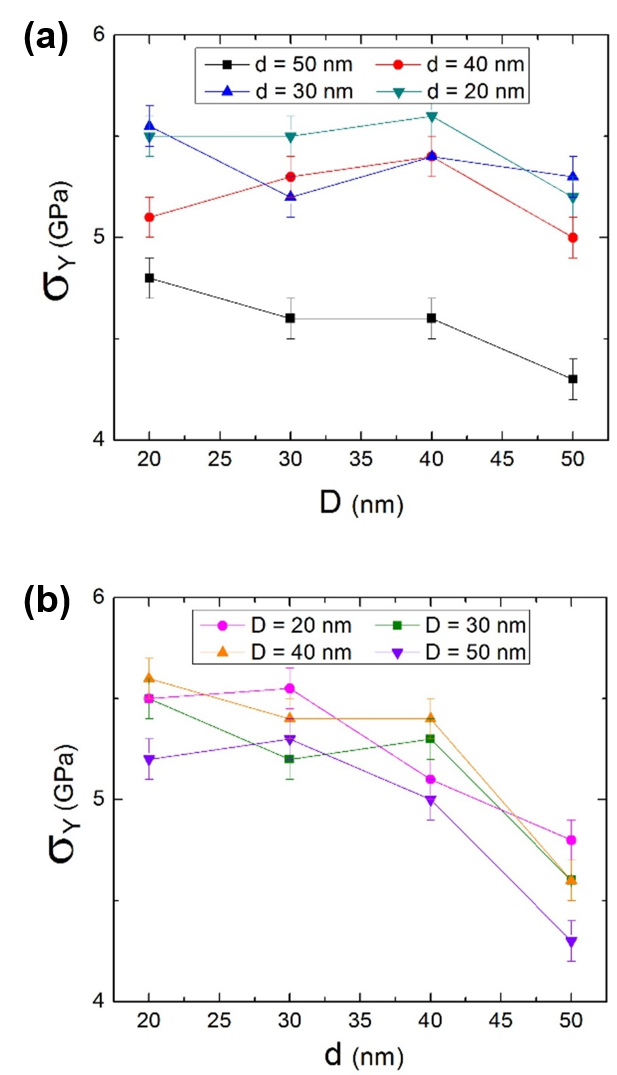 (a)
6
d = 50 nm d = 40 nm
d = 30 nm d = 20 nm
5
σY (GPa)
4
20 25 30 35 40 45 50
D (nm)
(b)
6
D = 20 nm D = 30 nm
D = 40 nm D = 50 nm
5
σY (GPa)
4
20 25 30 35 40 45 50
d (nm)